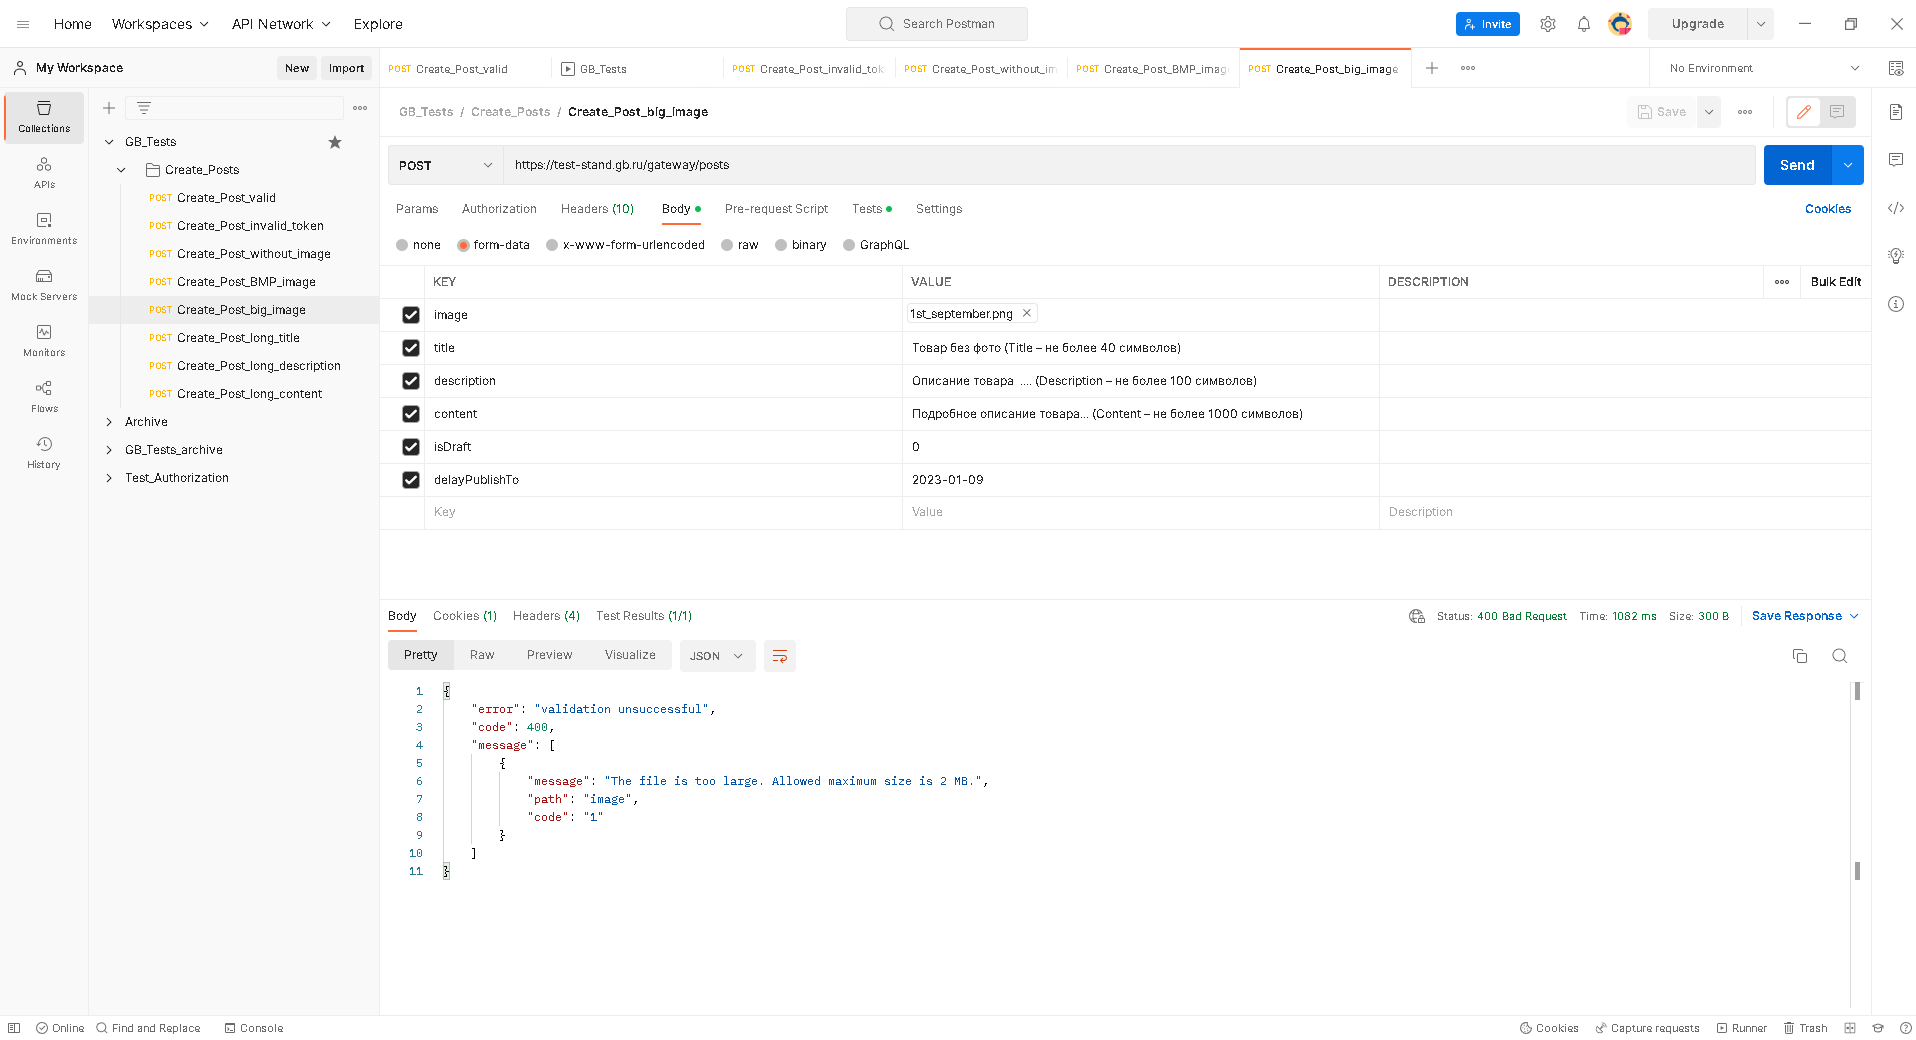 Home Workspaces API Network Explore Search Postman Invite Upgrade
My Workspace New Import POST Create_Post_valid GB_Tests POST Create_Post_invalid_tok POST Create_Post_without_im POST Create_Post_BMP_imag POST Create_Post_big_image No Environment
GB_Tests / Create_Posts / Create_Post_big_image Save
POST https://test-stand.gb.ru/gateway/posts Send
Params Authorization Headers (10) Body Pre-request Script Tests Settings Cookies
none form-data x-www-form-urlencoded raw binary GraphQL
KEY VALUE DESCRIPTION Bulk Edit
image 1st_september.png
title Товар без фото (Title – не более 40 символов)
description Описание товара .... (Description – не более 100 символов)
content Подробное описание товара... (Content – не более 1000 символов)
isDraft 0
delayPublishTo 2023-01-09
Key Value Description
Collections
APIs
Environments
Mock Servers
Monitors
Flows
History
GB_Tests
Create_Posts
POST Create_Post_valid
POST Create_Post_invalid_token
POST Create_Post_without_image
POST Create_Post_BMP_image
POST Create_Post_big_image
POST Create_Post_long_title
POST Create_Post_long_description
POST Create_Post_long_content
Archive
GB_Tests_archive
Test_Authorization
Body Cookies (1) Headers (4) Test Results (1/1) Status: 400 Bad Request Time: 1082 ms Size: 300 B Save Response
Pretty Raw Preview Visualize JSON
1 {
2 "error": "validation unsuccessful",
3 "code": 400,
4 "message": [
5 {
6 "message": "The file is too large. Allowed maximum size is 2 MB.",
7 "path": "image",
8 "code": "1"
9 }
10 ]
11 }
Online Find and Replace Console Cookies Capture requests Runner Trash